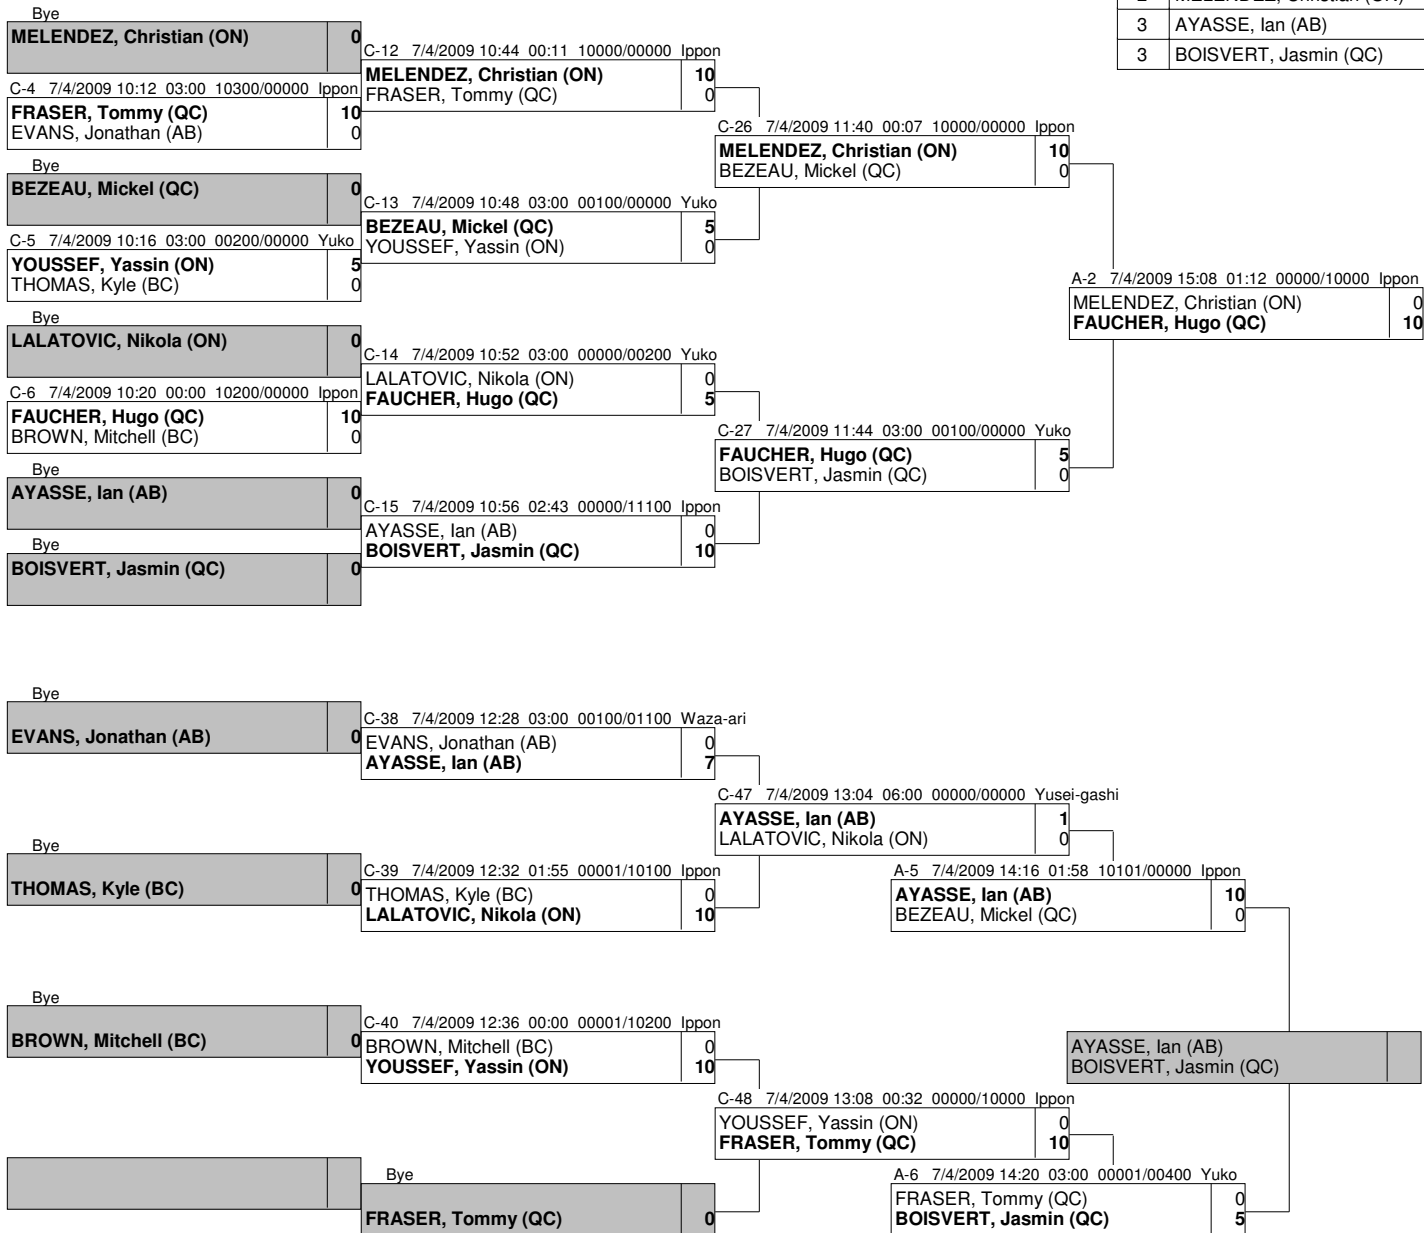 2 MELENDEZ, Christian (ON)
3 AYASSE, Ian (AB)
3 BOISVERT, Jasmin (QC)
Bye
MELENDEZ, Christian (ON) 0
C-4 7/4/2009 10:12 03:00 10300/00000 Ippon
FRASER, Tommy (QC) 10
EVANS, Jonathan (AB) 0
Bye
BEZEAU, Mickel (QC) 0
C-5 7/4/2009 10:16 03:00 00200/00000 Yuko
YOUSSEF, Yassin (ON) 5
THOMAS, Kyle (BC) 0
Bye
LALATOVIC, Nikola (ON) 0
C-6 7/4/2009 10:20 00:00 10200/00000 Ippon
FAUCHER, Hugo (QC) 10
BROWN, Mitchell (BC) 0
Bye
AYASSE, Ian (AB) 0
Bye
BOISVERT, Jasmin (QC) 0
C-12 7/4/2009 10:44 00:11 10000/00000 Ippon
MELENDEZ, Christian (ON) 10
FRASER, Tommy (QC) 0
C-13 7/4/2009 10:48 03:00 00100/00000 Yuko
BEZEAU, Mickel (QC) 5
YOUSSEF, Yassin (ON) 0
C-14 7/4/2009 10:52 03:00 00000/00200 Yuko
LALATOVIC, Nikola (ON) 0
FAUCHER, Hugo (QC) 5
C-15 7/4/2009 10:56 02:43 00000/11100 Ippon
AYASSE, Ian (AB) 0
BOISVERT, Jasmin (QC) 10
C-26 7/4/2009 11:40 00:07 10000/00000 Ippon
MELENDEZ, Christian (ON) 10
BEZEAU, Mickel (QC) 0
C-27 7/4/2009 11:44 03:00 00100/00000 Yuko
FAUCHER, Hugo (QC) 5
BOISVERT, Jasmin (QC) 0
A-2 7/4/2009 15:08 01:12 00000/10000 Ippon
MELENDEZ, Christian (ON) 0
FAUCHER, Hugo (QC) 10
Bye
EVANS, Jonathan (AB) 0
Bye
THOMAS, Kyle (BC) 0
Bye
BROWN, Mitchell (BC) 0
C-38 7/4/2009 12:28 03:00 00100/01100 Waza-ari
EVANS, Jonathan (AB) 0
AYASSE, Ian (AB) 7
C-39 7/4/2009 12:32 01:55 00001/10100 Ippon
THOMAS, Kyle (BC) 0
LALATOVIC, Nikola (ON) 10
C-40 7/4/2009 12:36 00:00 00001/10200 Ippon
BROWN, Mitchell (BC) 0
YOUSSEF, Yassin (ON) 10
Bye
FRASER, Tommy (QC) 0
C-47 7/4/2009 13:04 06:00 00000/00000 Yusei-gashi
AYASSE, Ian (AB) 1
LALATOVIC, Nikola (ON) 0
C-48 7/4/2009 13:08 00:32 00000/10000 Ippon
YOUSSEF, Yassin (ON) 0
FRASER, Tommy (QC) 10
A-5 7/4/2009 14:16 01:58 10101/00000 Ippon
AYASSE, Ian (AB) 10
BEZEAU, Mickel (QC) 0
A-6 7/4/2009 14:20 03:00 00001/00400 Yuko
FRASER, Tommy (QC) 0
BOISVERT, Jasmin (QC) 5
AYASSE, Ian (AB)
BOISVERT, Jasmin (QC)